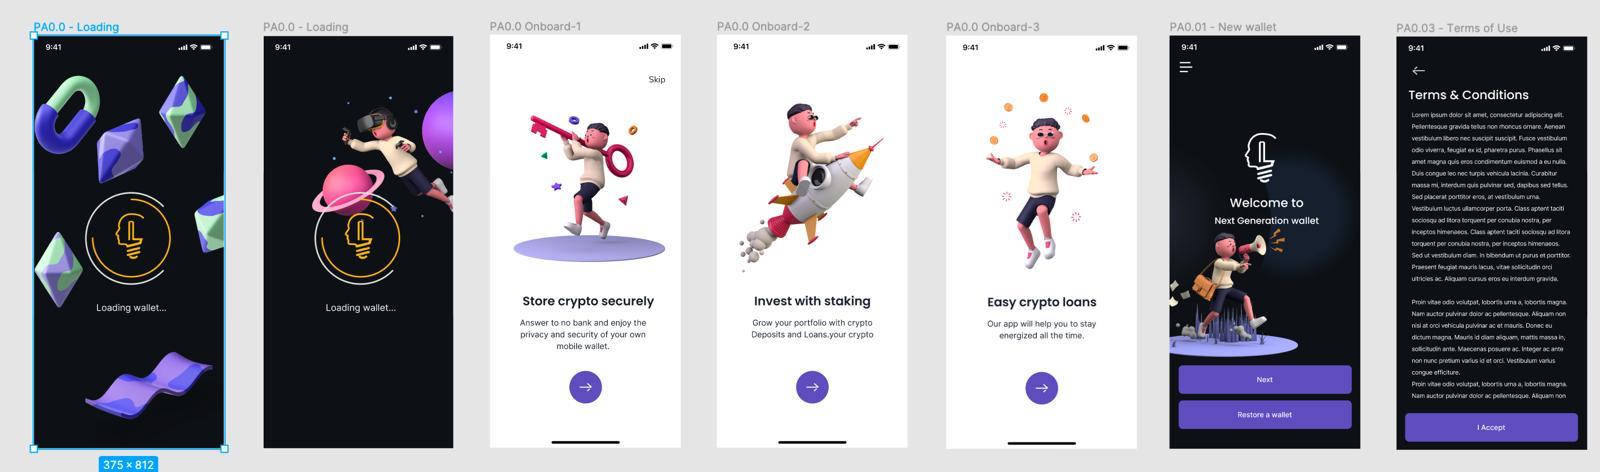 PA0.0 - Loading
9:41
Loading wallet...
375 × 812
PA0.0 - Loading
9:41
Loading wallet...
PA0.0 Onboard-1
9:41
Skip
Store crypto securely
Answer to no bank and enjoy the
privacy and security of your own
mobile wallet.
PA0.0 Onboard-2
9:41
Invest with staking
Grow your portfolio with crypto
Deposits and Loans,your crypto
PA0.0 Onboard-3
9:41
Easy crypto loans
Our app will help you to stay
energized all the time.
PA0.01 - New wallet
9:41
Welcome to
Next Generation wallet
Next
Restore a wallet
PA0.03 - Terms of Use
9:41
Terms & Conditions
Lorem ipsum dolor sit amet, consectetur adipiscing elit.
Pellentesque gravida tellus non rhoncus ornare. Aenean
vestibulum libero nec suscipit suscipit. Fusce vestibulum
odio viverra, feugiat ex id, pharetra purus. Phasellus sit
amet magna quis eros condimentum euismod a eu nulla.
Duis congue leo nec turpis vehicula lacinia. Curabitur
massa mi, interdum quis pulvinar sed, dapibus sed tellus.
Sed placerat porttitor eros, at vestibulum urna.
Vestibulum luctus ullamcorper porta. Class aptent taciti
sociosqu ad litora torquent per conubia nostra, per
inceptos himenaeos. Class aptent taciti sociosqu ad litora
torquent per conubia nostra, per inceptos himenaeos.
Sed ut vestibulum diam. In bibendum ut purus et porttitor.
Praesent feugiat mauris lacus, vitae sollicitudin orci
ultricies ac. Aliquam cursus eros eu interdum gravida.
Proin vitae odio volutpat, lobortis urna a, lobortis magna.
Nam auctor pulvinar dolor ac pellentesque. Aliquam non
nisi at orci vehicula pulvinar ac et mauris. Donec eu
dictum magna. Mauris id diam aliquam, mattis massa in,
sollicitudin ante. Maecenas posuere ac. Integer ac ante
non nunc pretium varius id et orci. Vestibulum varius
congue efficitur.
Proin vitae odio volutpat, lobortis urna a, lobortis magna.
Nam auctor pulvinar dolor ac pellentesque. Aliquam non
I Accept